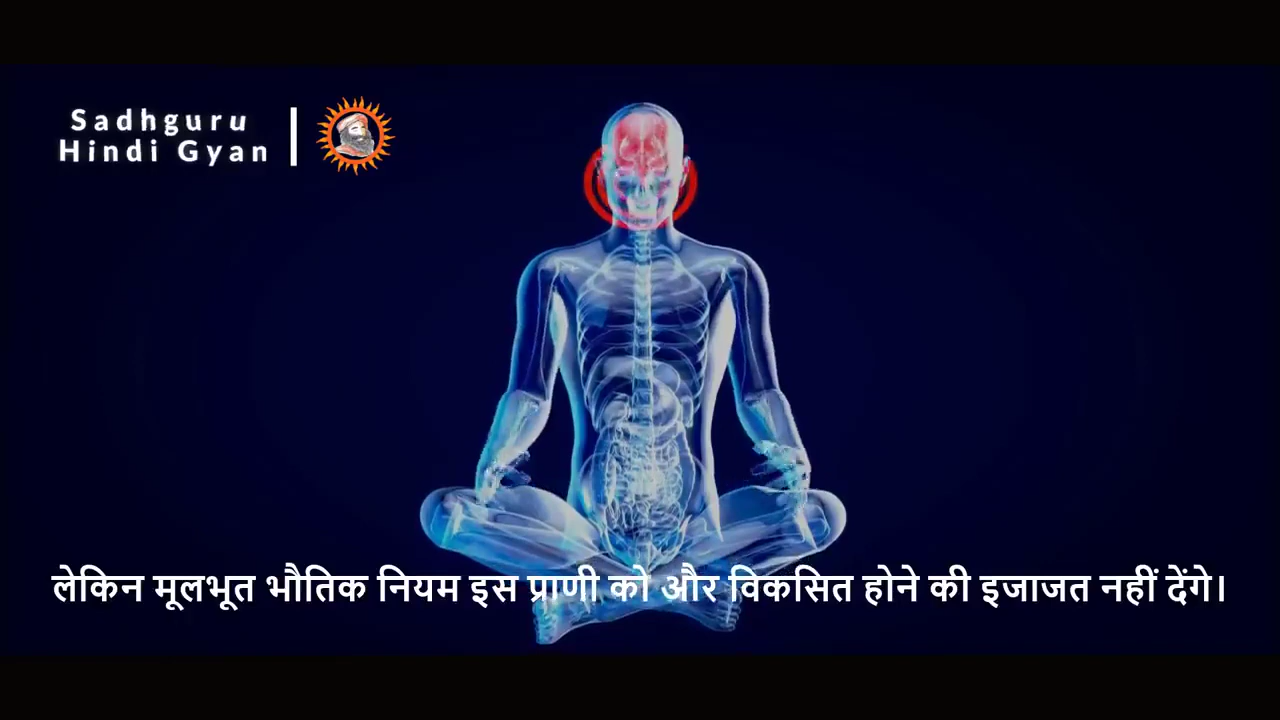 Sadhguru
Hindi Gyan
लेकिन मूलभूत भौतिक नियम इस प्राणी को और विकसित होने की इजाजत नहीं देंगे।